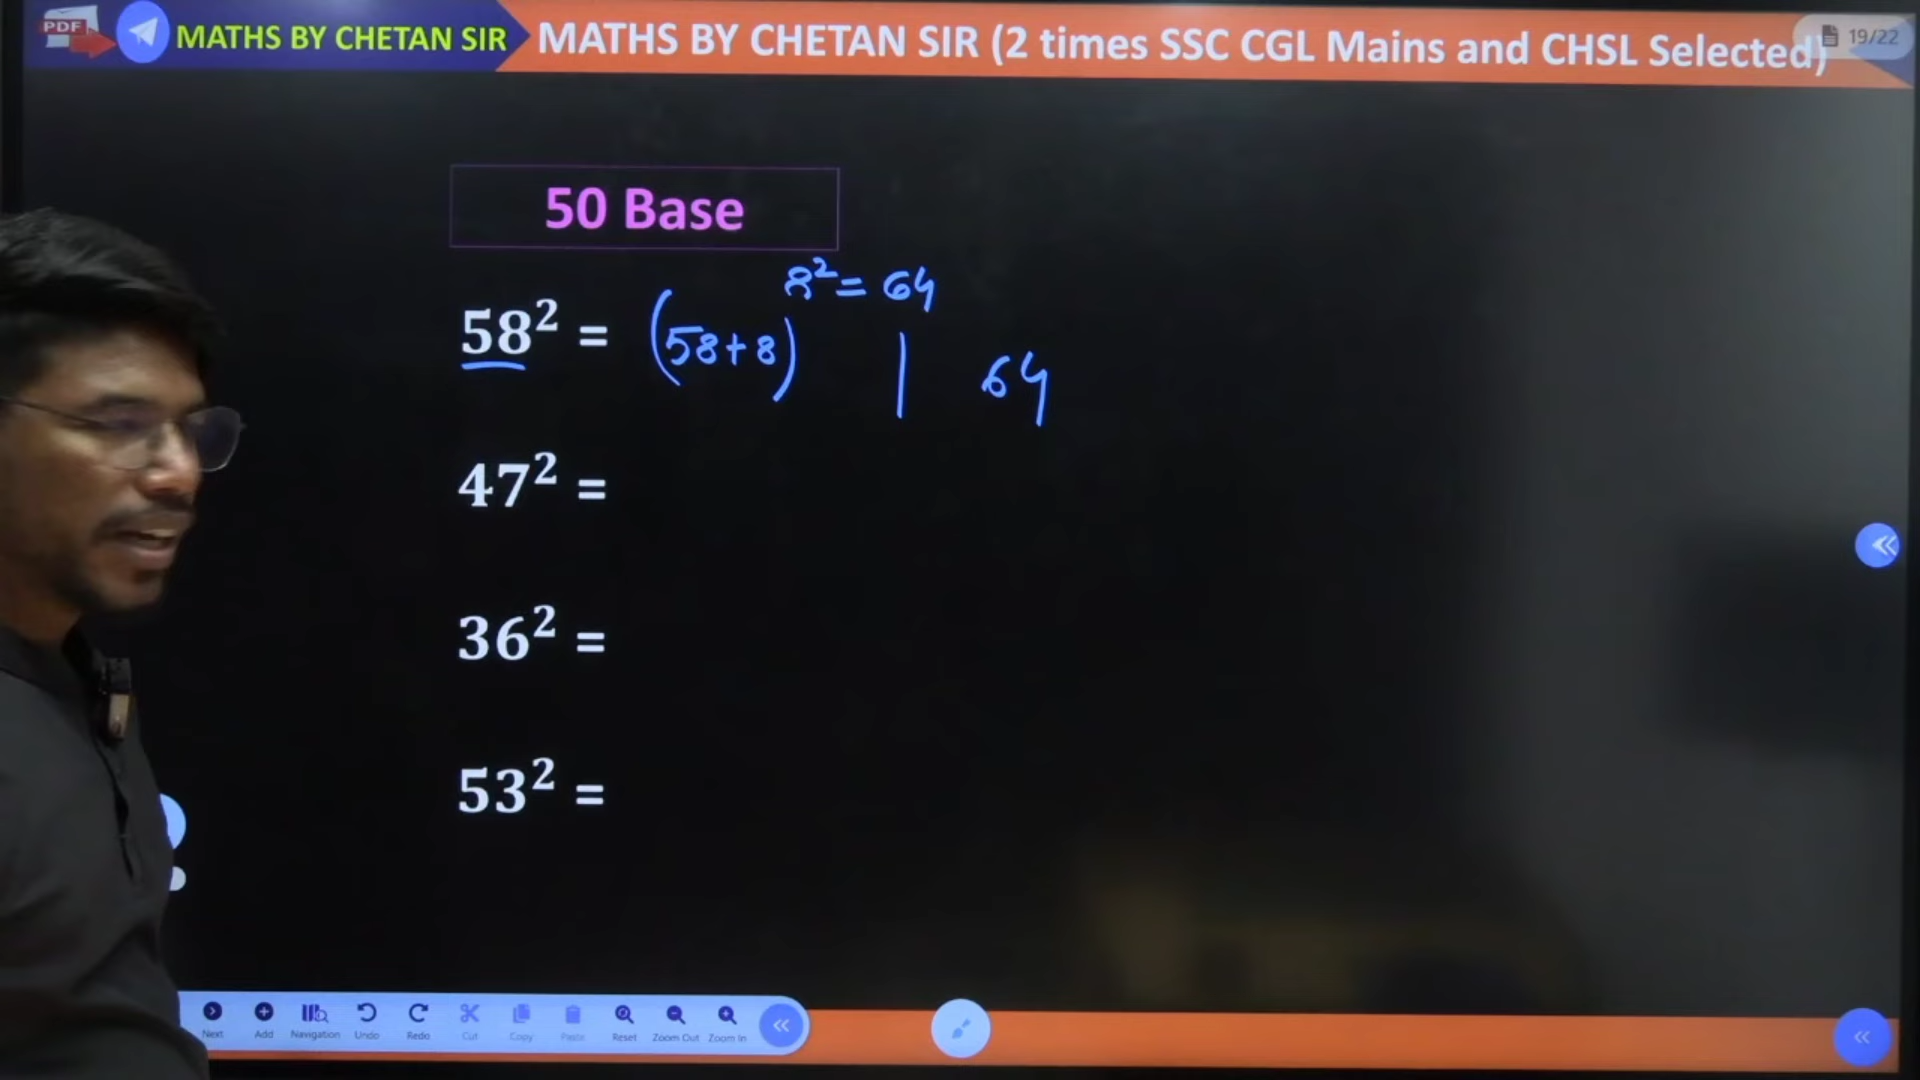 PDF MATHS BY CHETAN SIR MATHS BY CHETAN SIR (2 times SSC CGL Mains and CHSL Selected) 19/22
50 Base
8² = 64
58² = (58+8) | 64
47² =
36² =
53² =
Next Add Navigation Undo Redo Cut Copy Paste Reset Zoom Out Zoom In